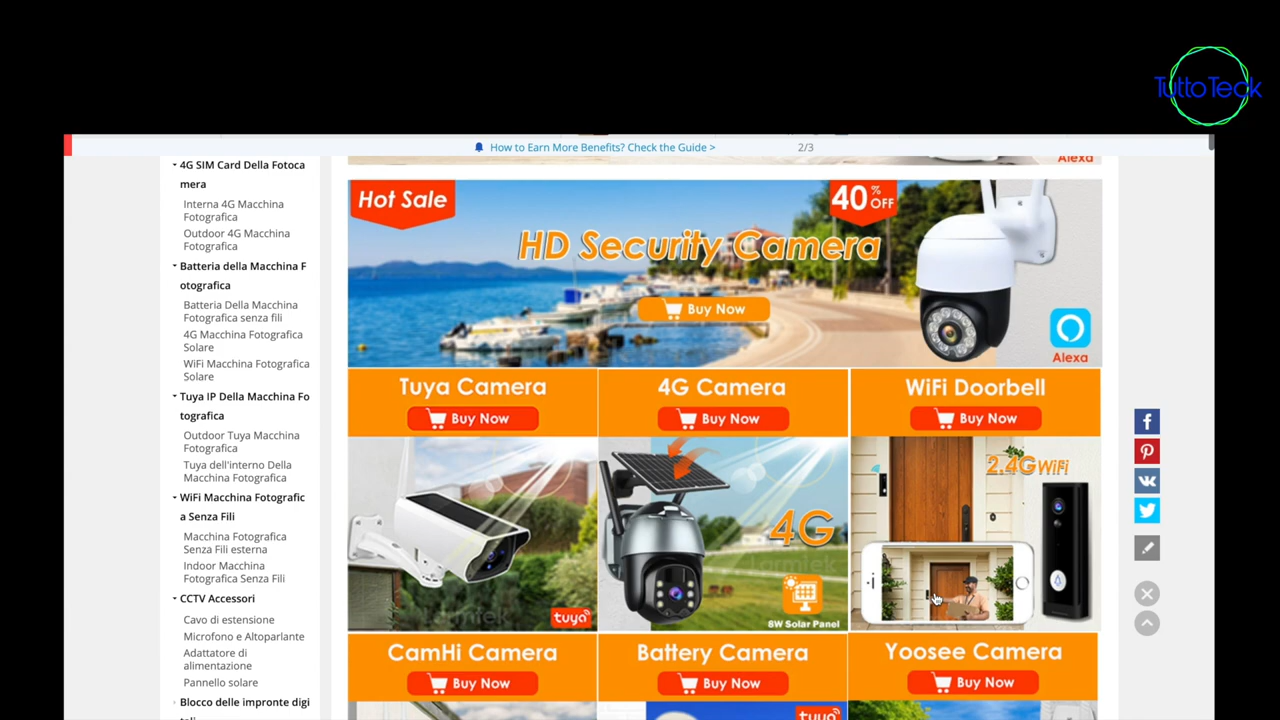 TuttoTeck
How to Earn More Benefits? Check the Guide >
2/3
4G SIM Card Della Fotoca
mera
Interna 4G Macchina
Fotografica
Outdoor 4G Macchina
Fotografica
Batteria della Macchina F
otografica
Batteria Della Macchina
Fotografica senza fili
4G Macchina Fotografica
Solare
WiFi Macchina Fotografica
Solare
Tuya IP Della Macchina Fo
tografica
Outdoor Tuya Macchina
Fotografica
Tuya dell'interno Della
Macchina Fotografica
WiFi Macchina Fotografic
a Senza Fili
Macchina Fotografica
Senza Fili esterna
Indoor Macchina
Fotografica Senza Fili
CCTV Accessori
Cavo di estensione
Microfono e Altoparlante
Adattatore di
alimentazione
Pannello solare
Blocco delle impronte digi
tali
Alexa
Hot Sale
40% OFF
HD Security Camera
Buy Now
Alexa
Tuya Camera
Buy Now
4G Camera
Buy Now
WiFi Doorbell
Buy Now
tuya
4G
8W Solar Panel
2.4G WiFi
CamHi Camera
Buy Now
Battery Camera
Buy Now
Yoosee Camera
Buy Now
tuya